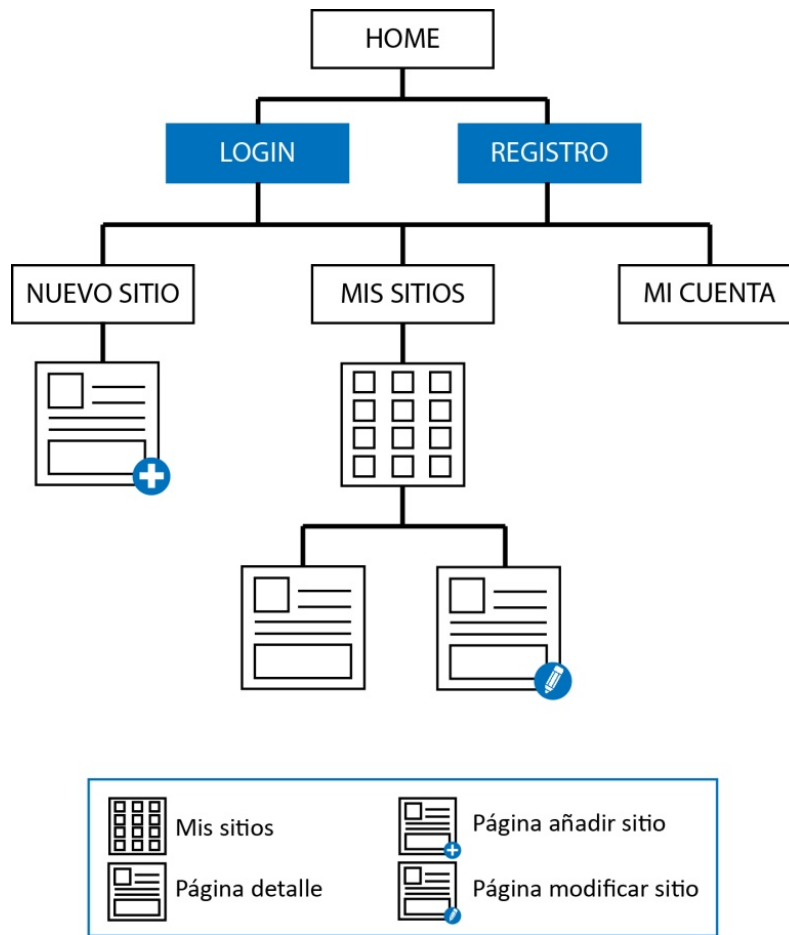 HOME
LOGIN
REGISTRO
NUEVO SITIO
MIS SITIOS
MI CUENTA
Mis sitios
Página añadir sitio
Página detalle
Página modificar sitio